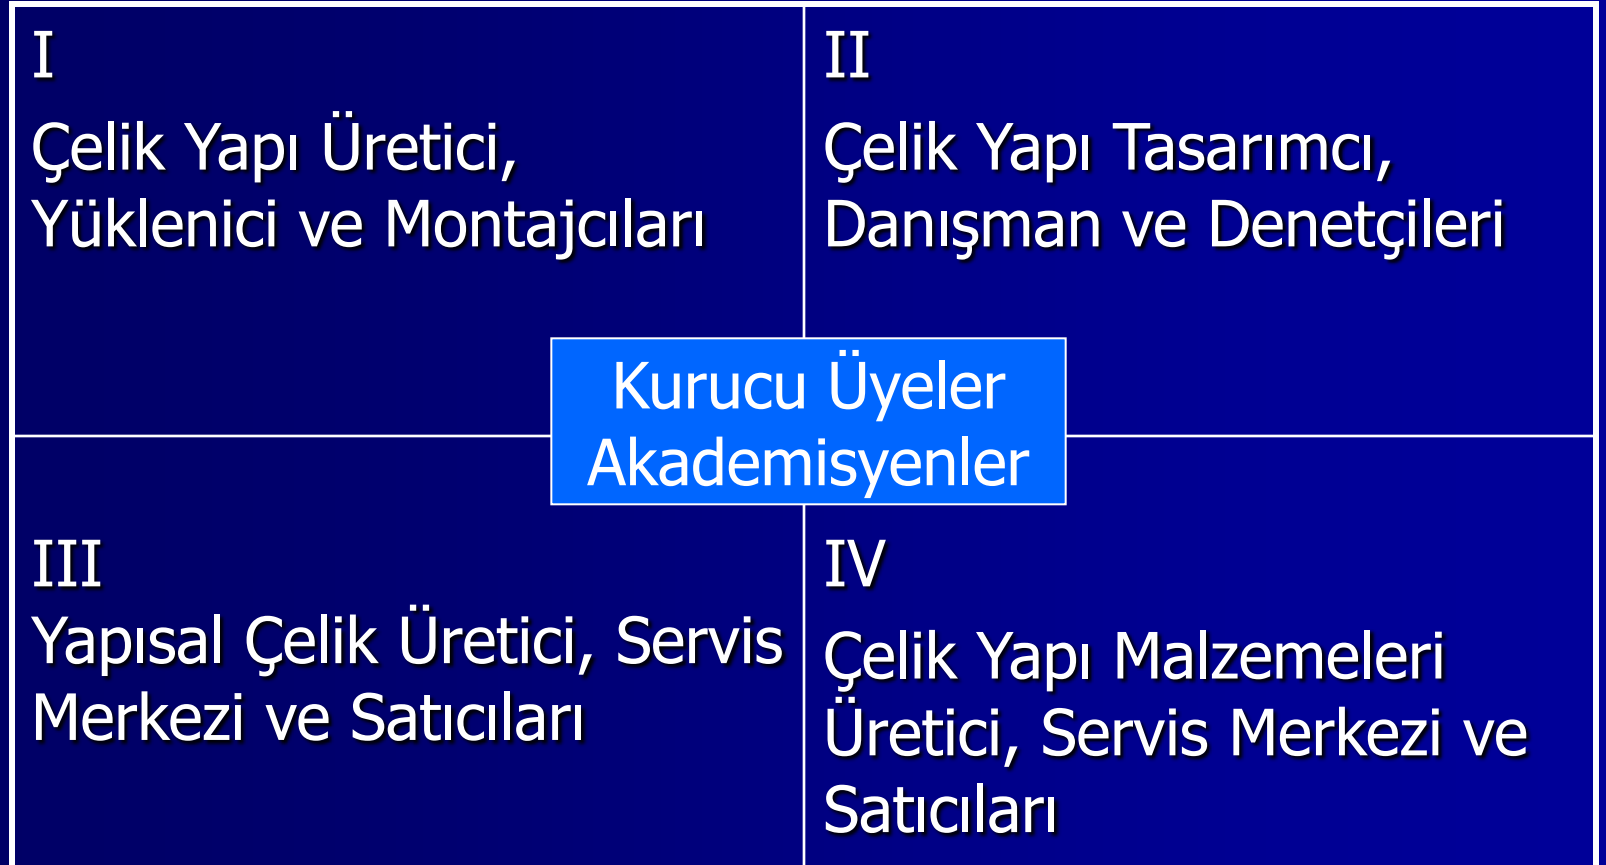 I
Çelik Yapı Üretici,
Yüklenici ve Montajcıları
II
Çelik Yapı Tasarımcı,
Danışman ve Denetçileri
Kurucu Üyeler
Akademisyenler
III
Yapısal Çelik Üretici, Servis
Merkezi ve Satıcıları
IV
Çelik Yapı Malzemeleri
Üretici, Servis Merkezi ve
Satıcıları